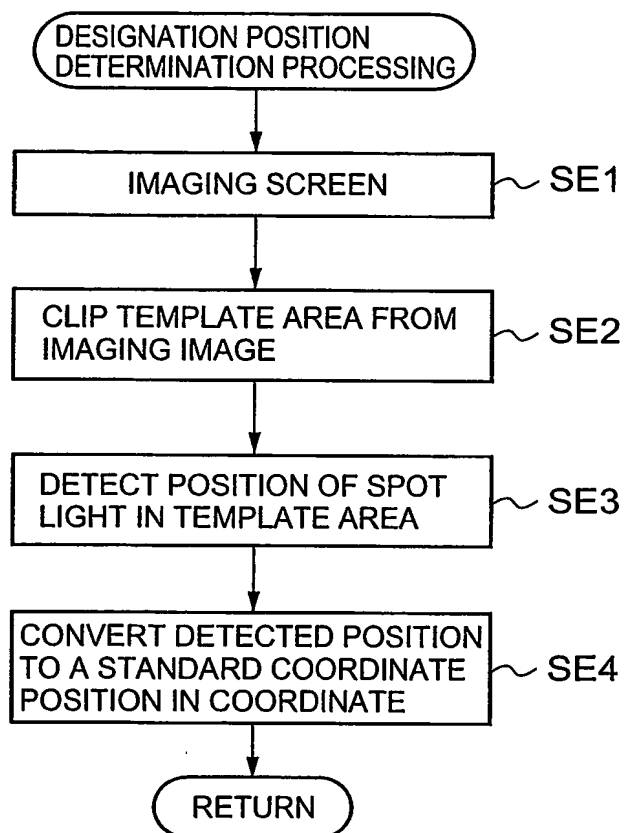 DESIGNATION POSITION
DETERMINATION PROCESSING
IMAGING SCREEN
SE1
CLIP TEMPLATE AREA FROM
IMAGING IMAGE
SE2
DETECT POSITION OF SPOT
LIGHT IN TEMPLATE AREA
SE3
CONVERT DETECTED POSITION
TO A STANDARD COORDINATE
POSITION IN COORDINATE
SE4
RETURN